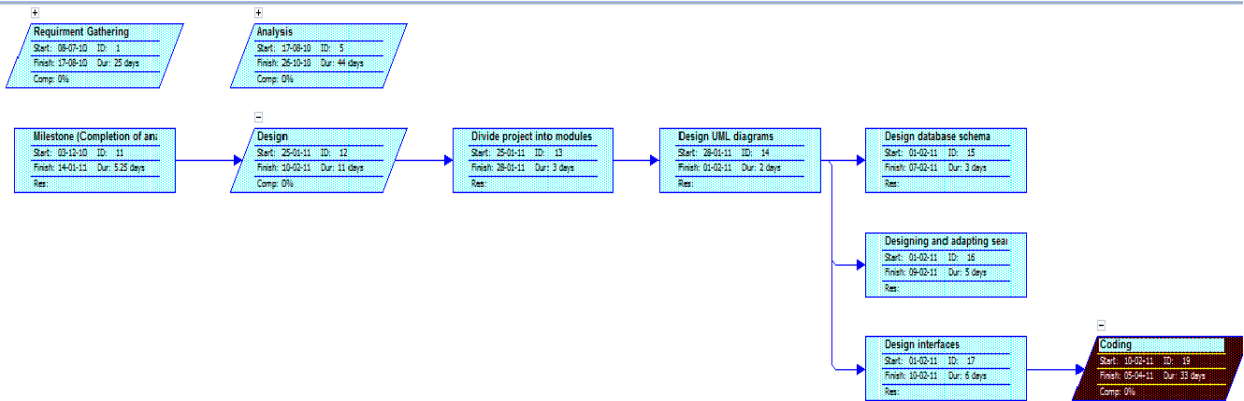 Requirment Gathering
Start: 08-07-10 ID: 1
Finish: 17-08-10 Dur: 25 days
Comp: 0%
Analysis
Start: 17-08-10 ID: 5
Finish: 26-10-10 Dur: 44 days
Comp: 0%
Milestone (Completion of ana
Start: 03-12-10 ID: 11
Finish: 14-01-11 Dur: 5.25 days
Res:
Design
Start: 25-01-11 ID: 12
Finish: 10-02-11 Dur: 11 days
Comp: 0%
Divide project into modules
Start: 25-01-11 ID: 13
Finish: 28-01-11 Dur: 3 days
Res:
Design UML diagrams
Start: 28-01-11 ID: 14
Finish: 01-02-11 Dur: 2 days
Res:
Design database schema
Start: 01-02-11 ID: 15
Finish: 07-02-11 Dur: 3 days
Res:
Designing and adapting sea
Start: 01-02-11 ID: 16
Finish: 09-02-11 Dur: 5 days
Res:
Design interfaces
Start: 01-02-11 ID: 17
Finish: 10-02-11 Dur: 6 days
Res:
Coding
Start: 10-02-11 ID: 19
Finish: 05-04-11 Dur: 33 days
Comp: 0%